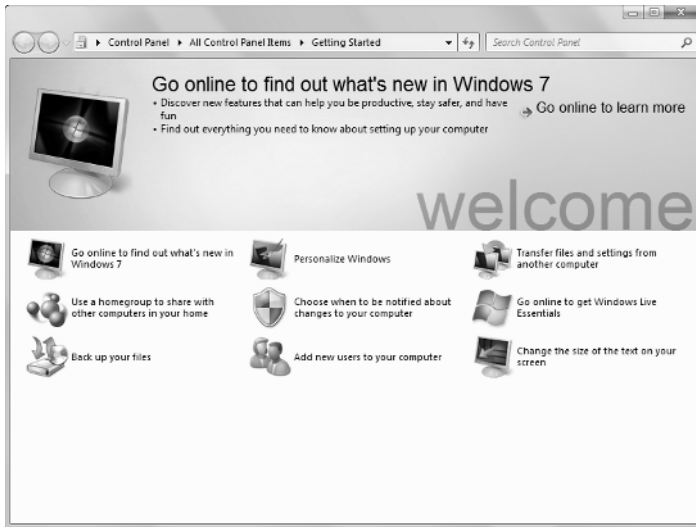 Control Panel ▸ All Control Panel Items ▸ Getting Started
Search Control Panel
Go online to find out what's new in Windows 7
• Discover new features that can help you be productive, stay safer, and have
fun
• Find out everything you need to know about setting up your computer
Go online to learn more
welcome
Go online to find out what's new in
Windows 7
Personalize Windows
Transfer files and settings from
another computer
Use a homegroup to share with
other computers in your home
Choose when to be notified about
changes to your computer
Go online to get Windows Live
Essentials
Back up your files
Add new users to your computer
Change the size of the text on your
screen